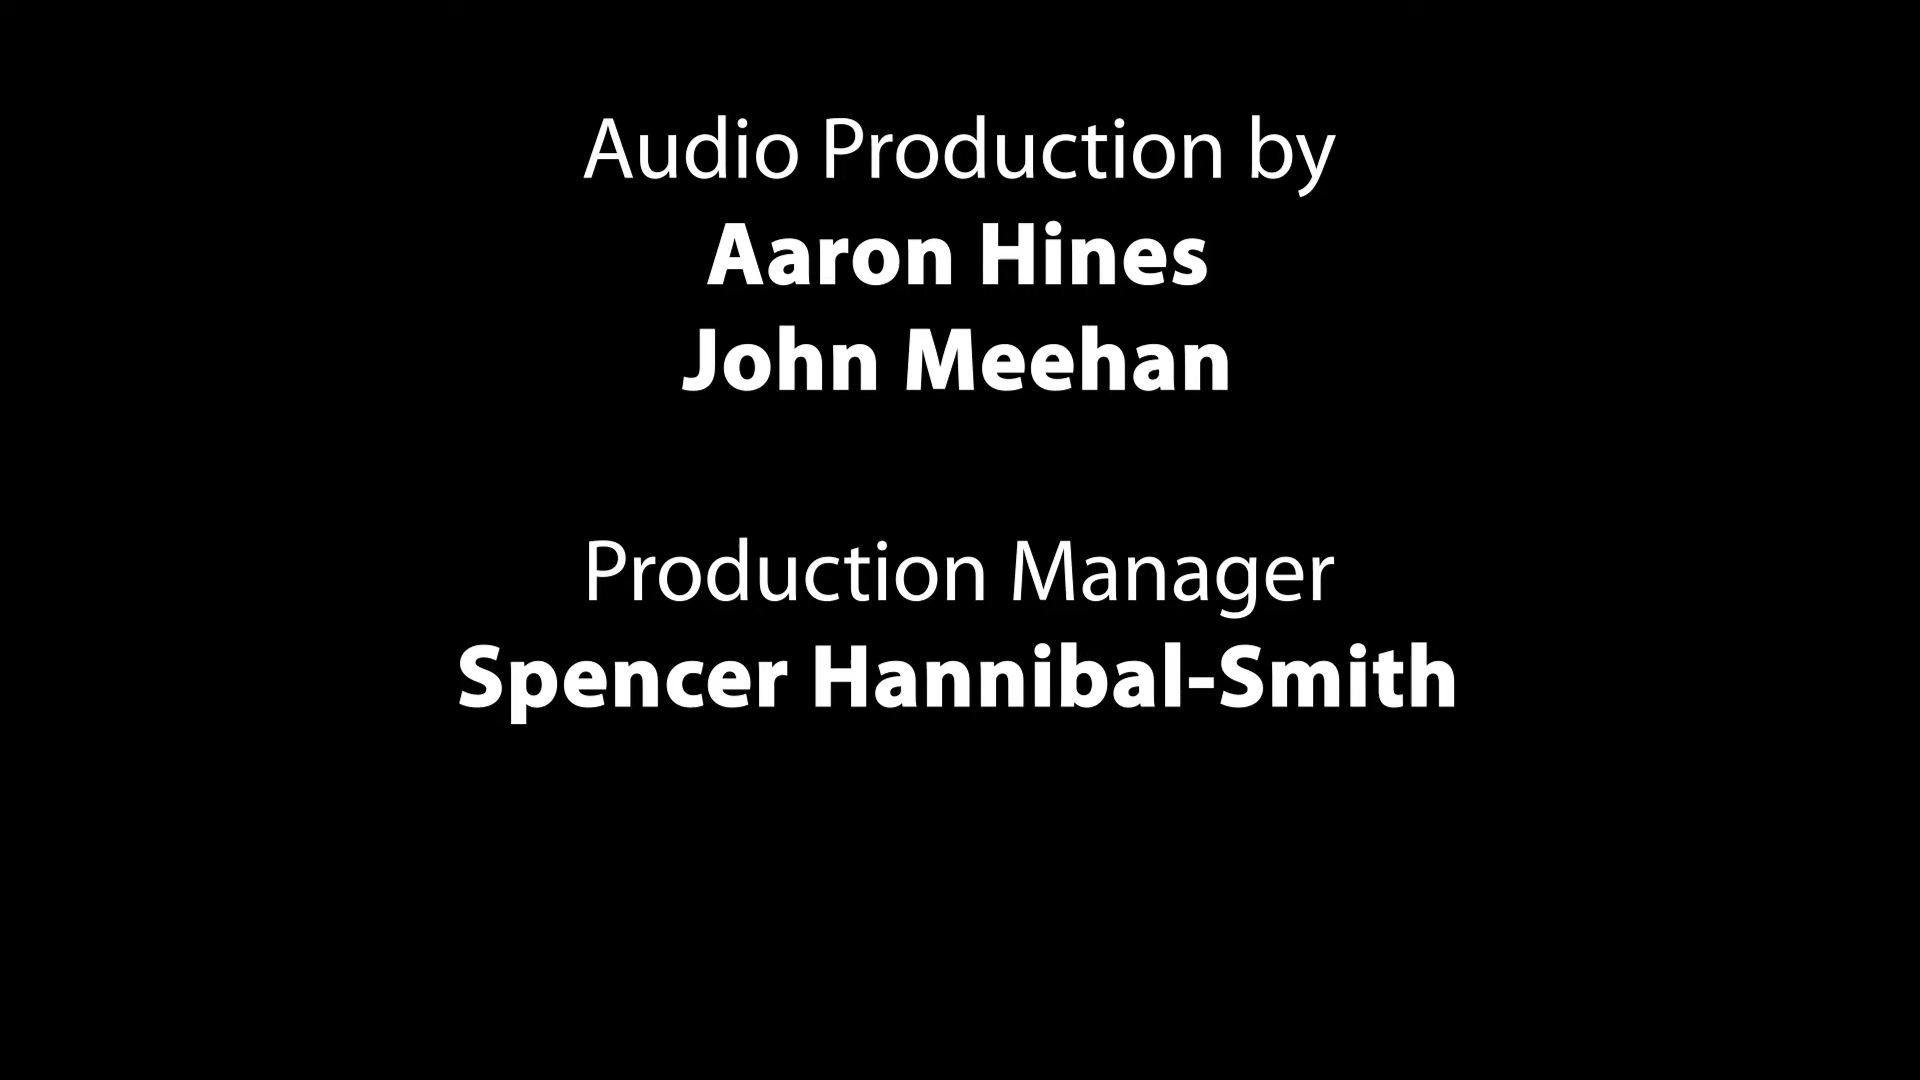 Audio Production by
Aaron Hines
John Meehan
Production Manager
Spencer Hannibal-Smith